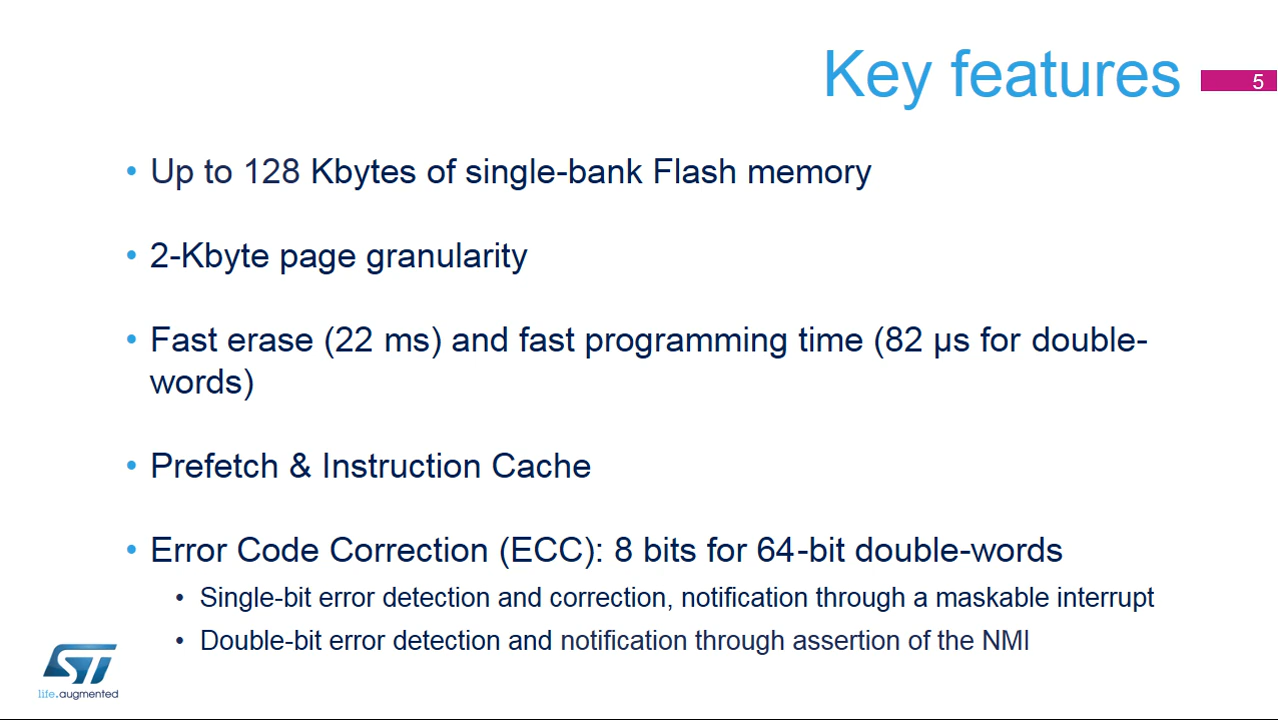 Key features
5
• Up to 128 Kbytes of single-bank Flash memory
• 2-Kbyte page granularity
• Fast erase (22 ms) and fast programming time (82 µs for double-
words)
• Prefetch & Instruction Cache
• Error Code Correction (ECC): 8 bits for 64-bit double-words
• Single-bit error detection and correction, notification through a maskable interrupt
• Double-bit error detection and notification through assertion of the NMI
ST
life.augmented